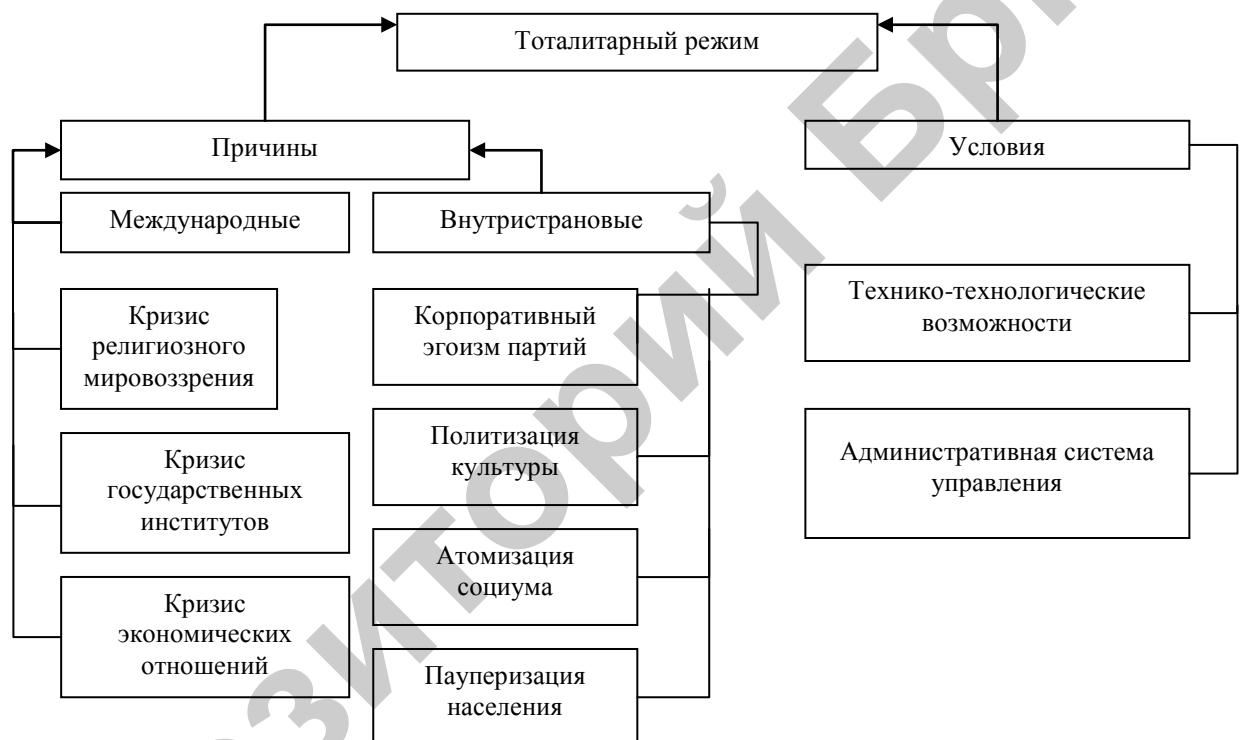 Тоталитарный режим
Причины
Условия
Международные
Внутристрановые
Кризис
религиозного
мировоззрения
Корпоративный
эгоизм партий
Технико-технологические
возможности
Политизация
культуры
Административная система
управления
Кризис
государственных
институтов
Атомизация
социума
Кризис
экономических
отношений
Пауперизация
населения